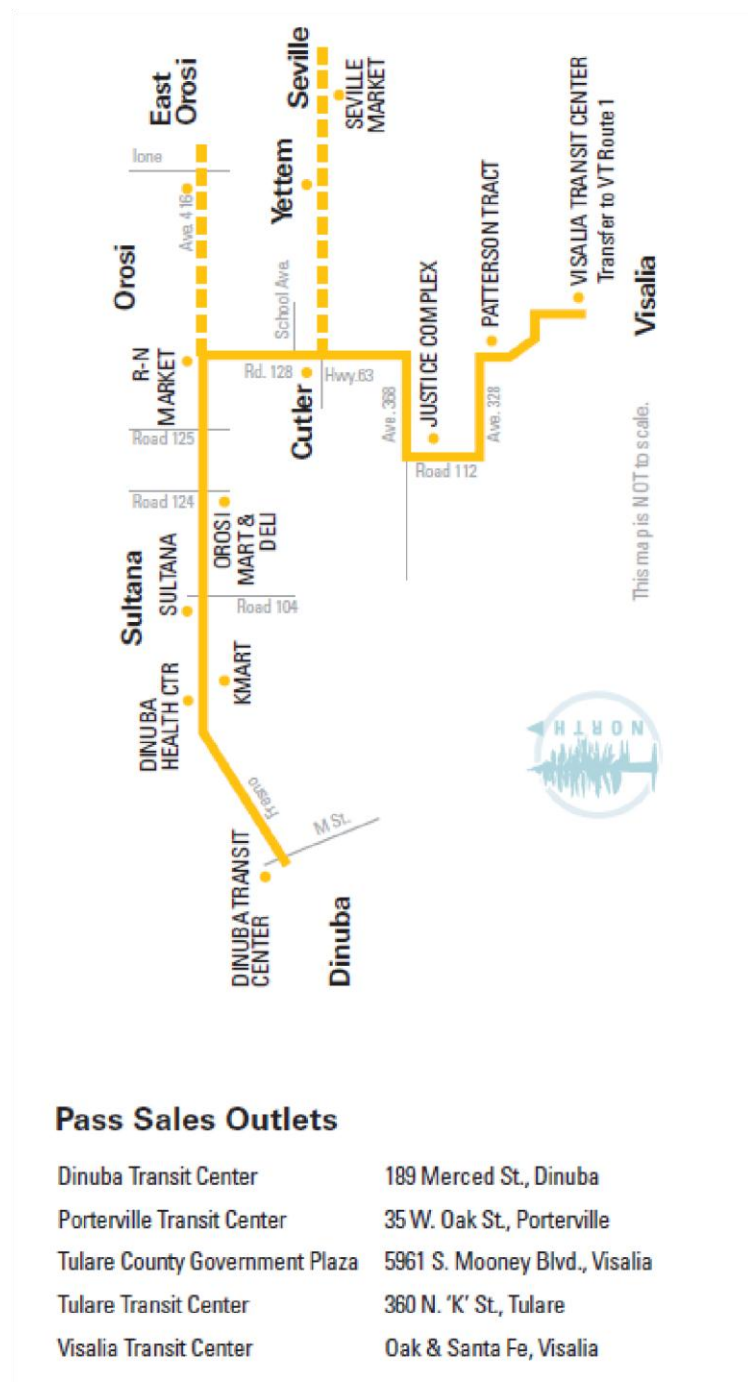 East
Orosi
Ione
Ave. 416
Orosi
Seville
SEVILLE
MARKET
Yettem
School Ave.
R-N
MARKET
Rd. 128
Hwy.63
Cutler
VISALIA TRANSIT CENTER
Transfer to VT Route 1
Visalia
PATTERSON TRACT
JUSTICE COMPLEX
Ave. 368
Ave. 328
Road 112
Road 125
Road 124
OROSI
MART &
DELI
Sultana
SULTANA
Road 104
KMART
DINUBA
HEALTH CTR
Fresno
M St.
DINUBA TRANSIT
CENTER
Dinuba
This map is NOT to scale.
NORTH
Pass Sales Outlets
Dinuba Transit Center 189 Merced St., Dinuba
Porterville Transit Center 35 W. Oak St., Porterville
Tulare County Government Plaza 5961 S. Mooney Blvd., Visalia
Tulare Transit Center 360 N. ‘K’ St., Tulare
Visalia Transit Center Oak & Santa Fe, Visalia